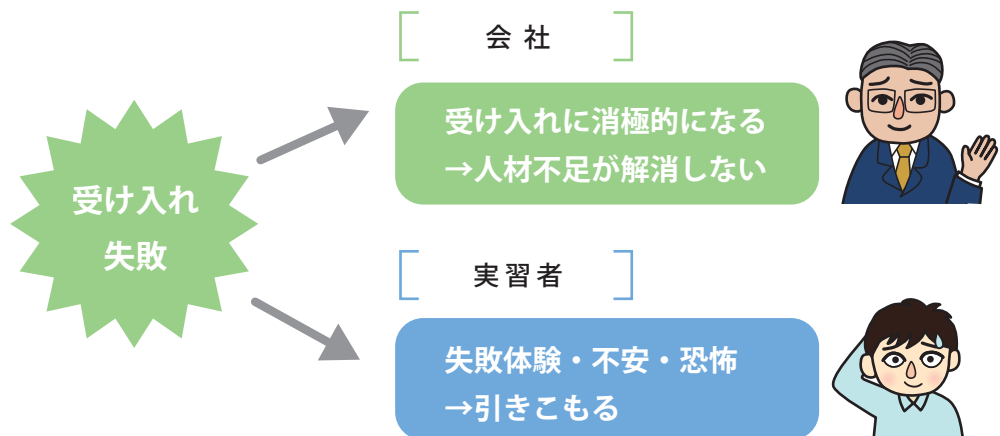 受け入れ
失敗
会社
受け入れに消極的になる
→人材不足が解消しない
実習者
失敗体験・不安・恐怖
→引きこもる